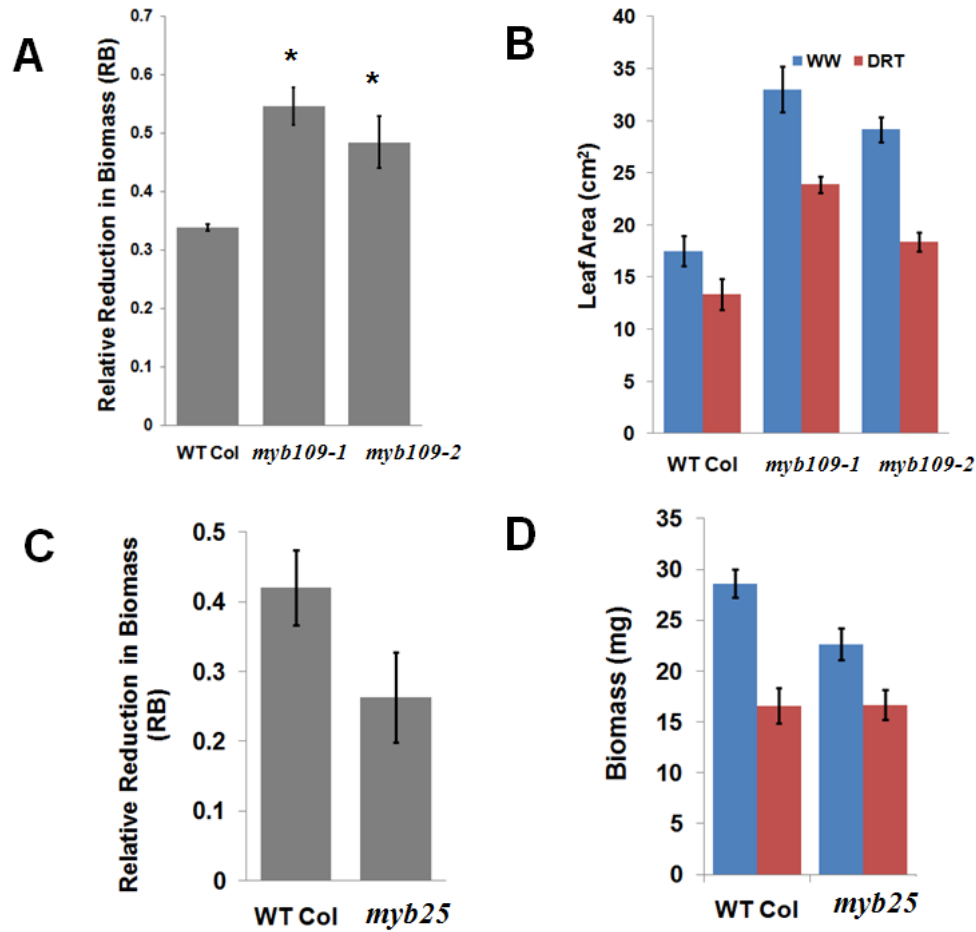 A
Relative Reduction in Biomass (RB)
0.7
0.6
0.5
0.4
0.3
0.2
0.1
0
*
*
WT Col
myb109-1
myb109-2
B
Leaf Area (cm²)
40
35
30
25
20
15
10
5
0
WW
DRT
WT Col
myb109-1
myb109-2
C
Relative Reduction in Biomass
(RB)
0.5
0.4
0.3
0.2
0.1
0
WT Col
myb25
D
Biomass (mg)
35
30
25
20
15
10
5
0
WT Col
myb25